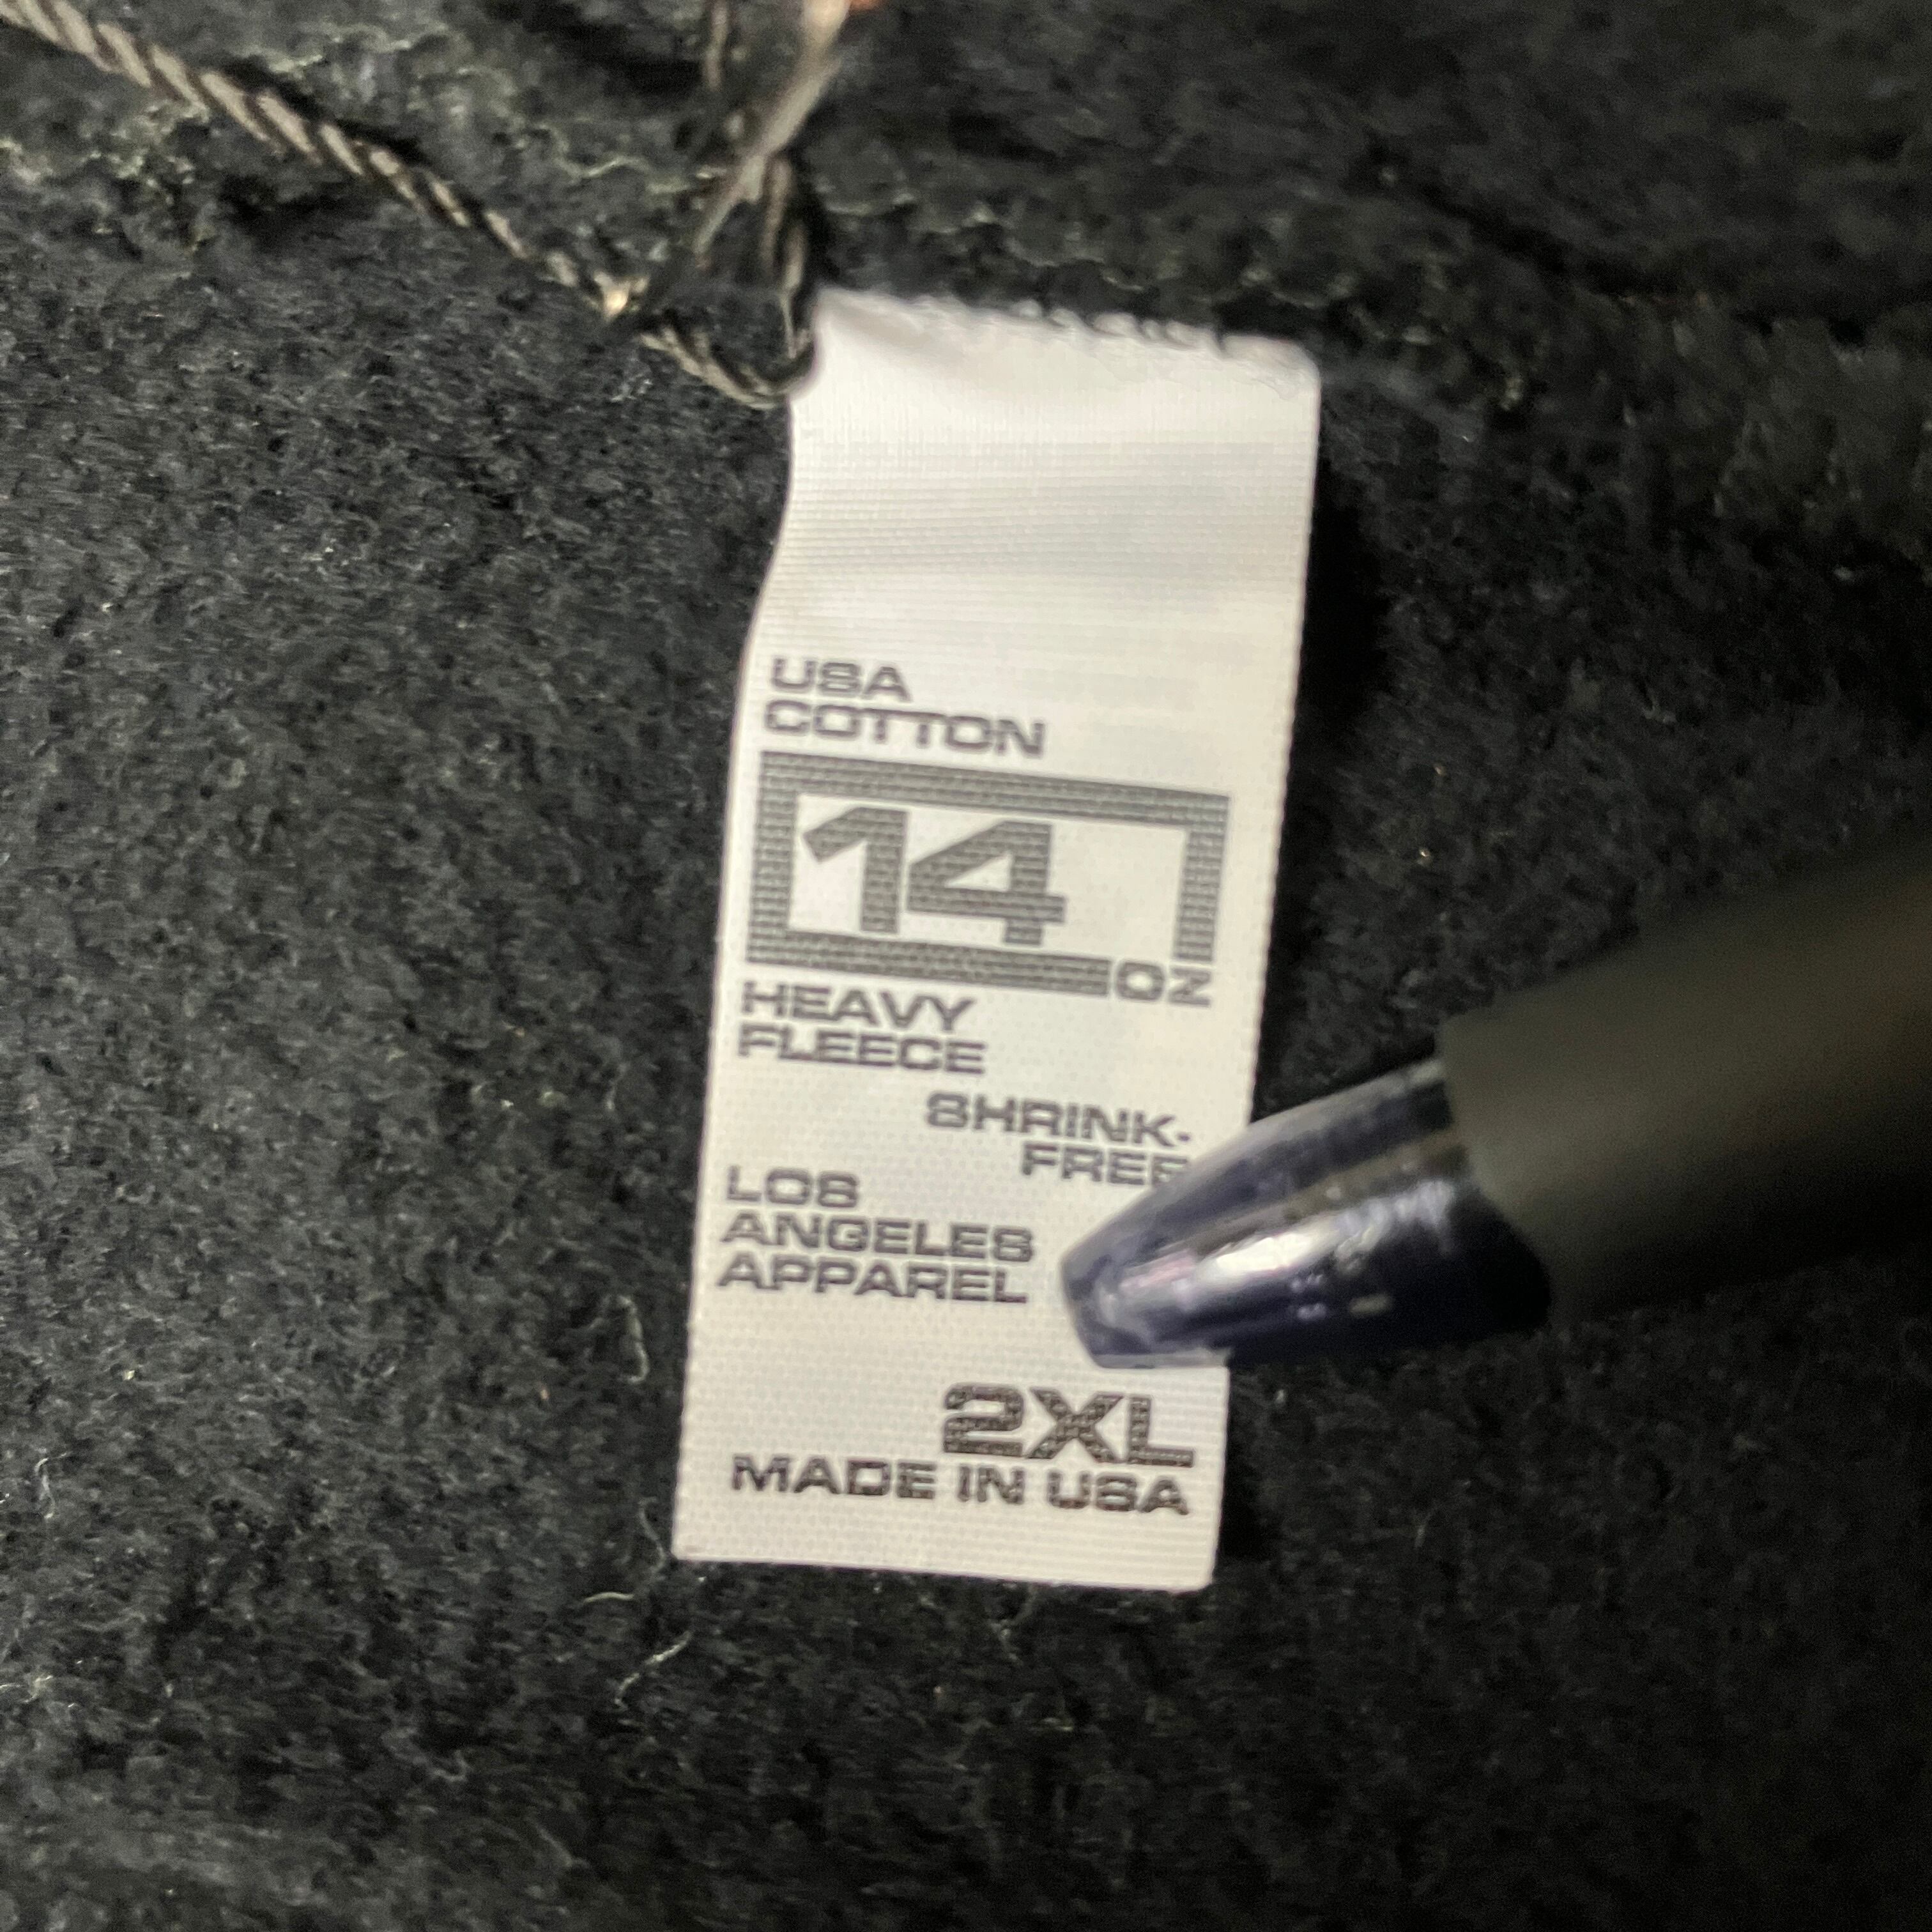 USA
COTTON
14
OZ
HEAVY
FLEECE
SHRINK-
FREE
LOS
ANGELES
APPAREL
2XL
MADE IN USA